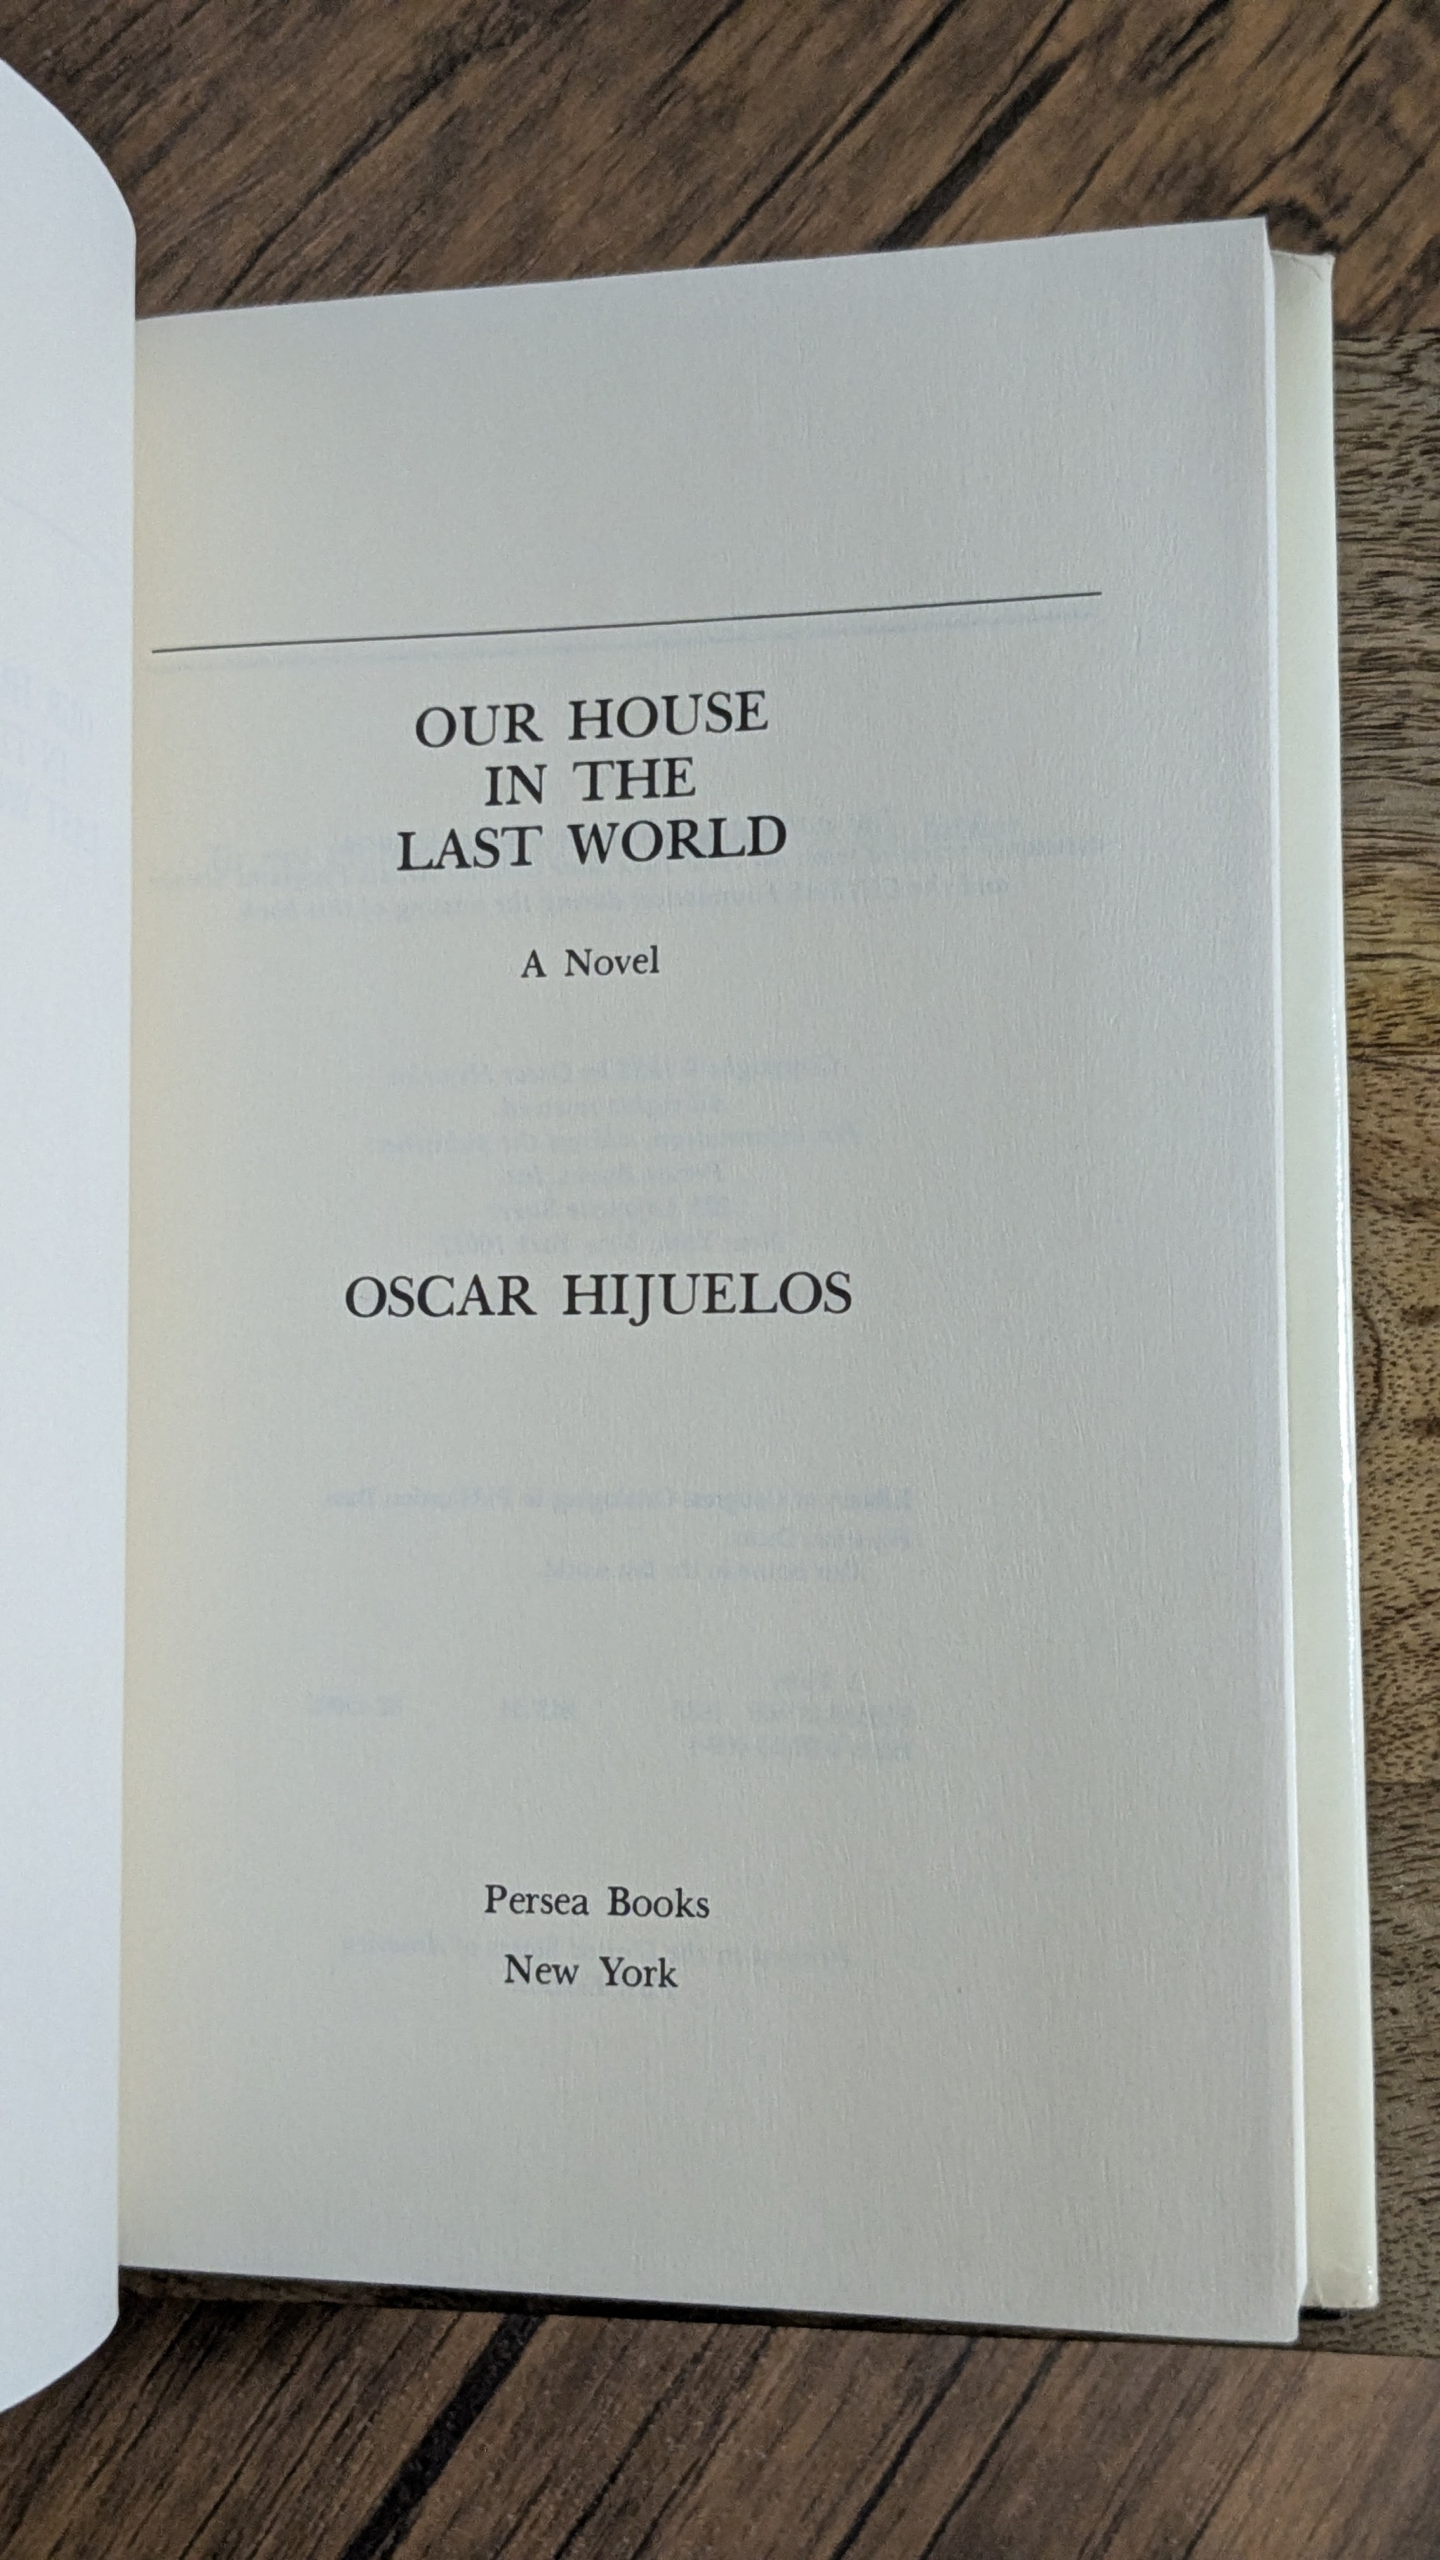 OUR HOUSE
IN THE
LAST WORLD
A Novel
OSCAR HIJUELOS
Persea Books
New York